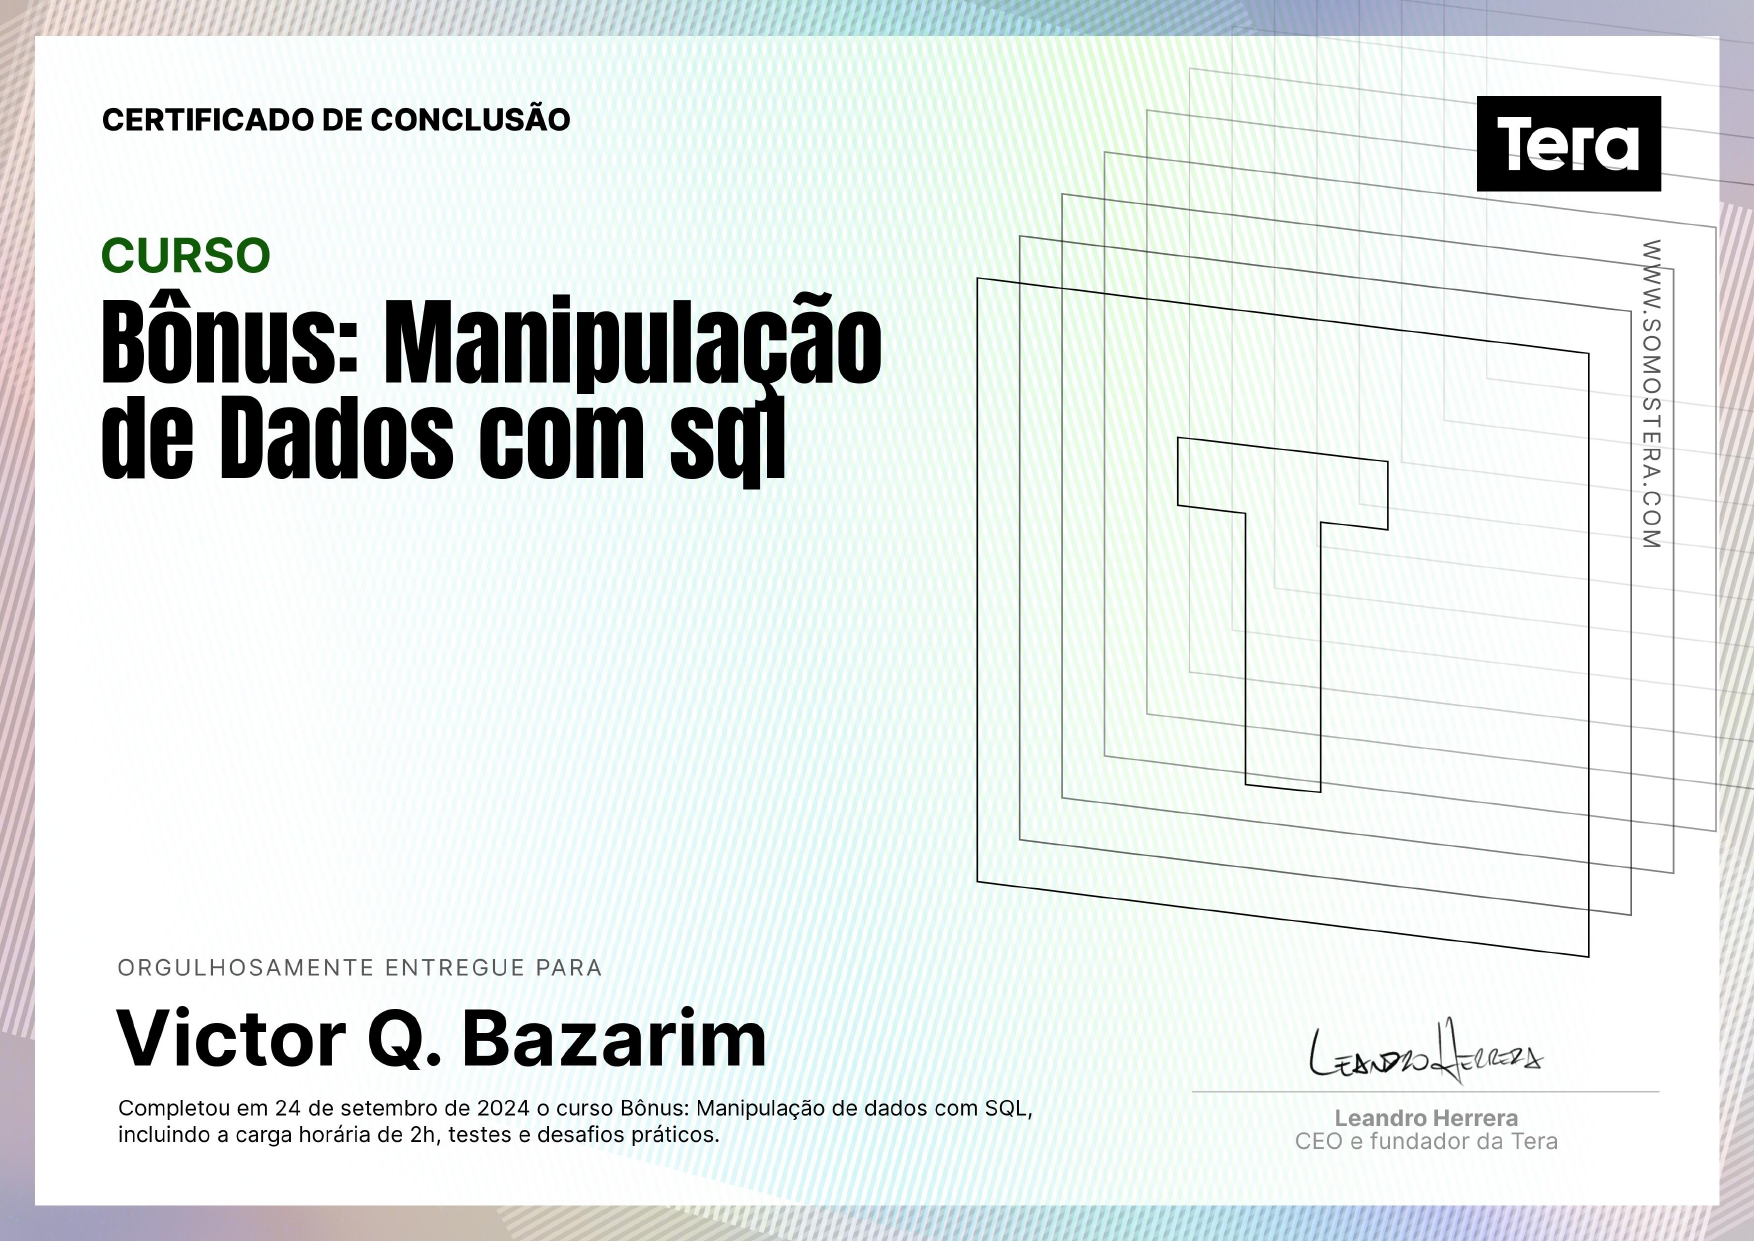 CERTIFICADO DE CONCLUSÃO
Tera
CURSO
Bônus: Manipulação
de Dados com sql
WWW.SOMOSTERA.COM
T
ORGULHOSAMENTE ENTREGUE PARA
Victor Q. Bazarim
Completou em 24 de setembro de 2024 o curso Bônus: Manipulação de dados com SQL,
incluindo a carga horária de 2h, testes e desafios práticos.
LEANDRO HERRERA
Leandro Herrera
CEO e fundador da Tera